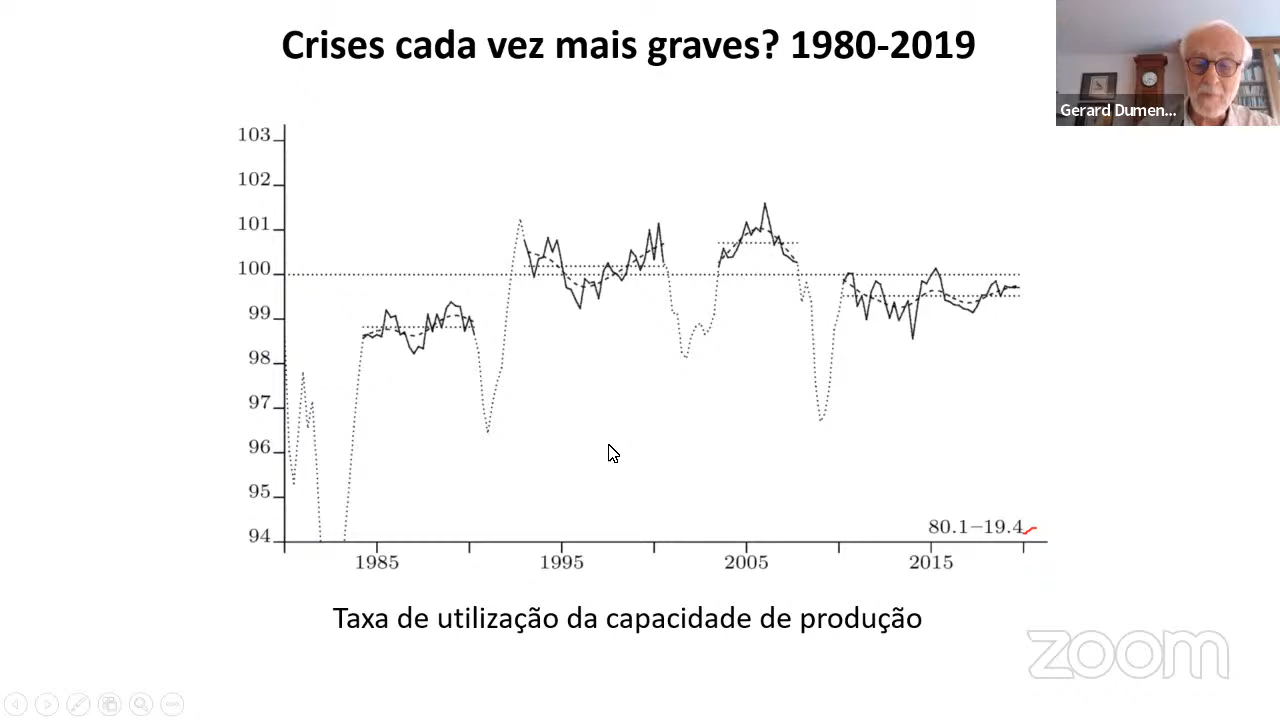 Crises cada vez mais graves? 1980-2019
Gerard Dumen...
103
102
101
100
99
98
97
96
95
94
80.1–19.4
1985 1995 2005 2015
Taxa de utilização da capacidade de produção
zoom